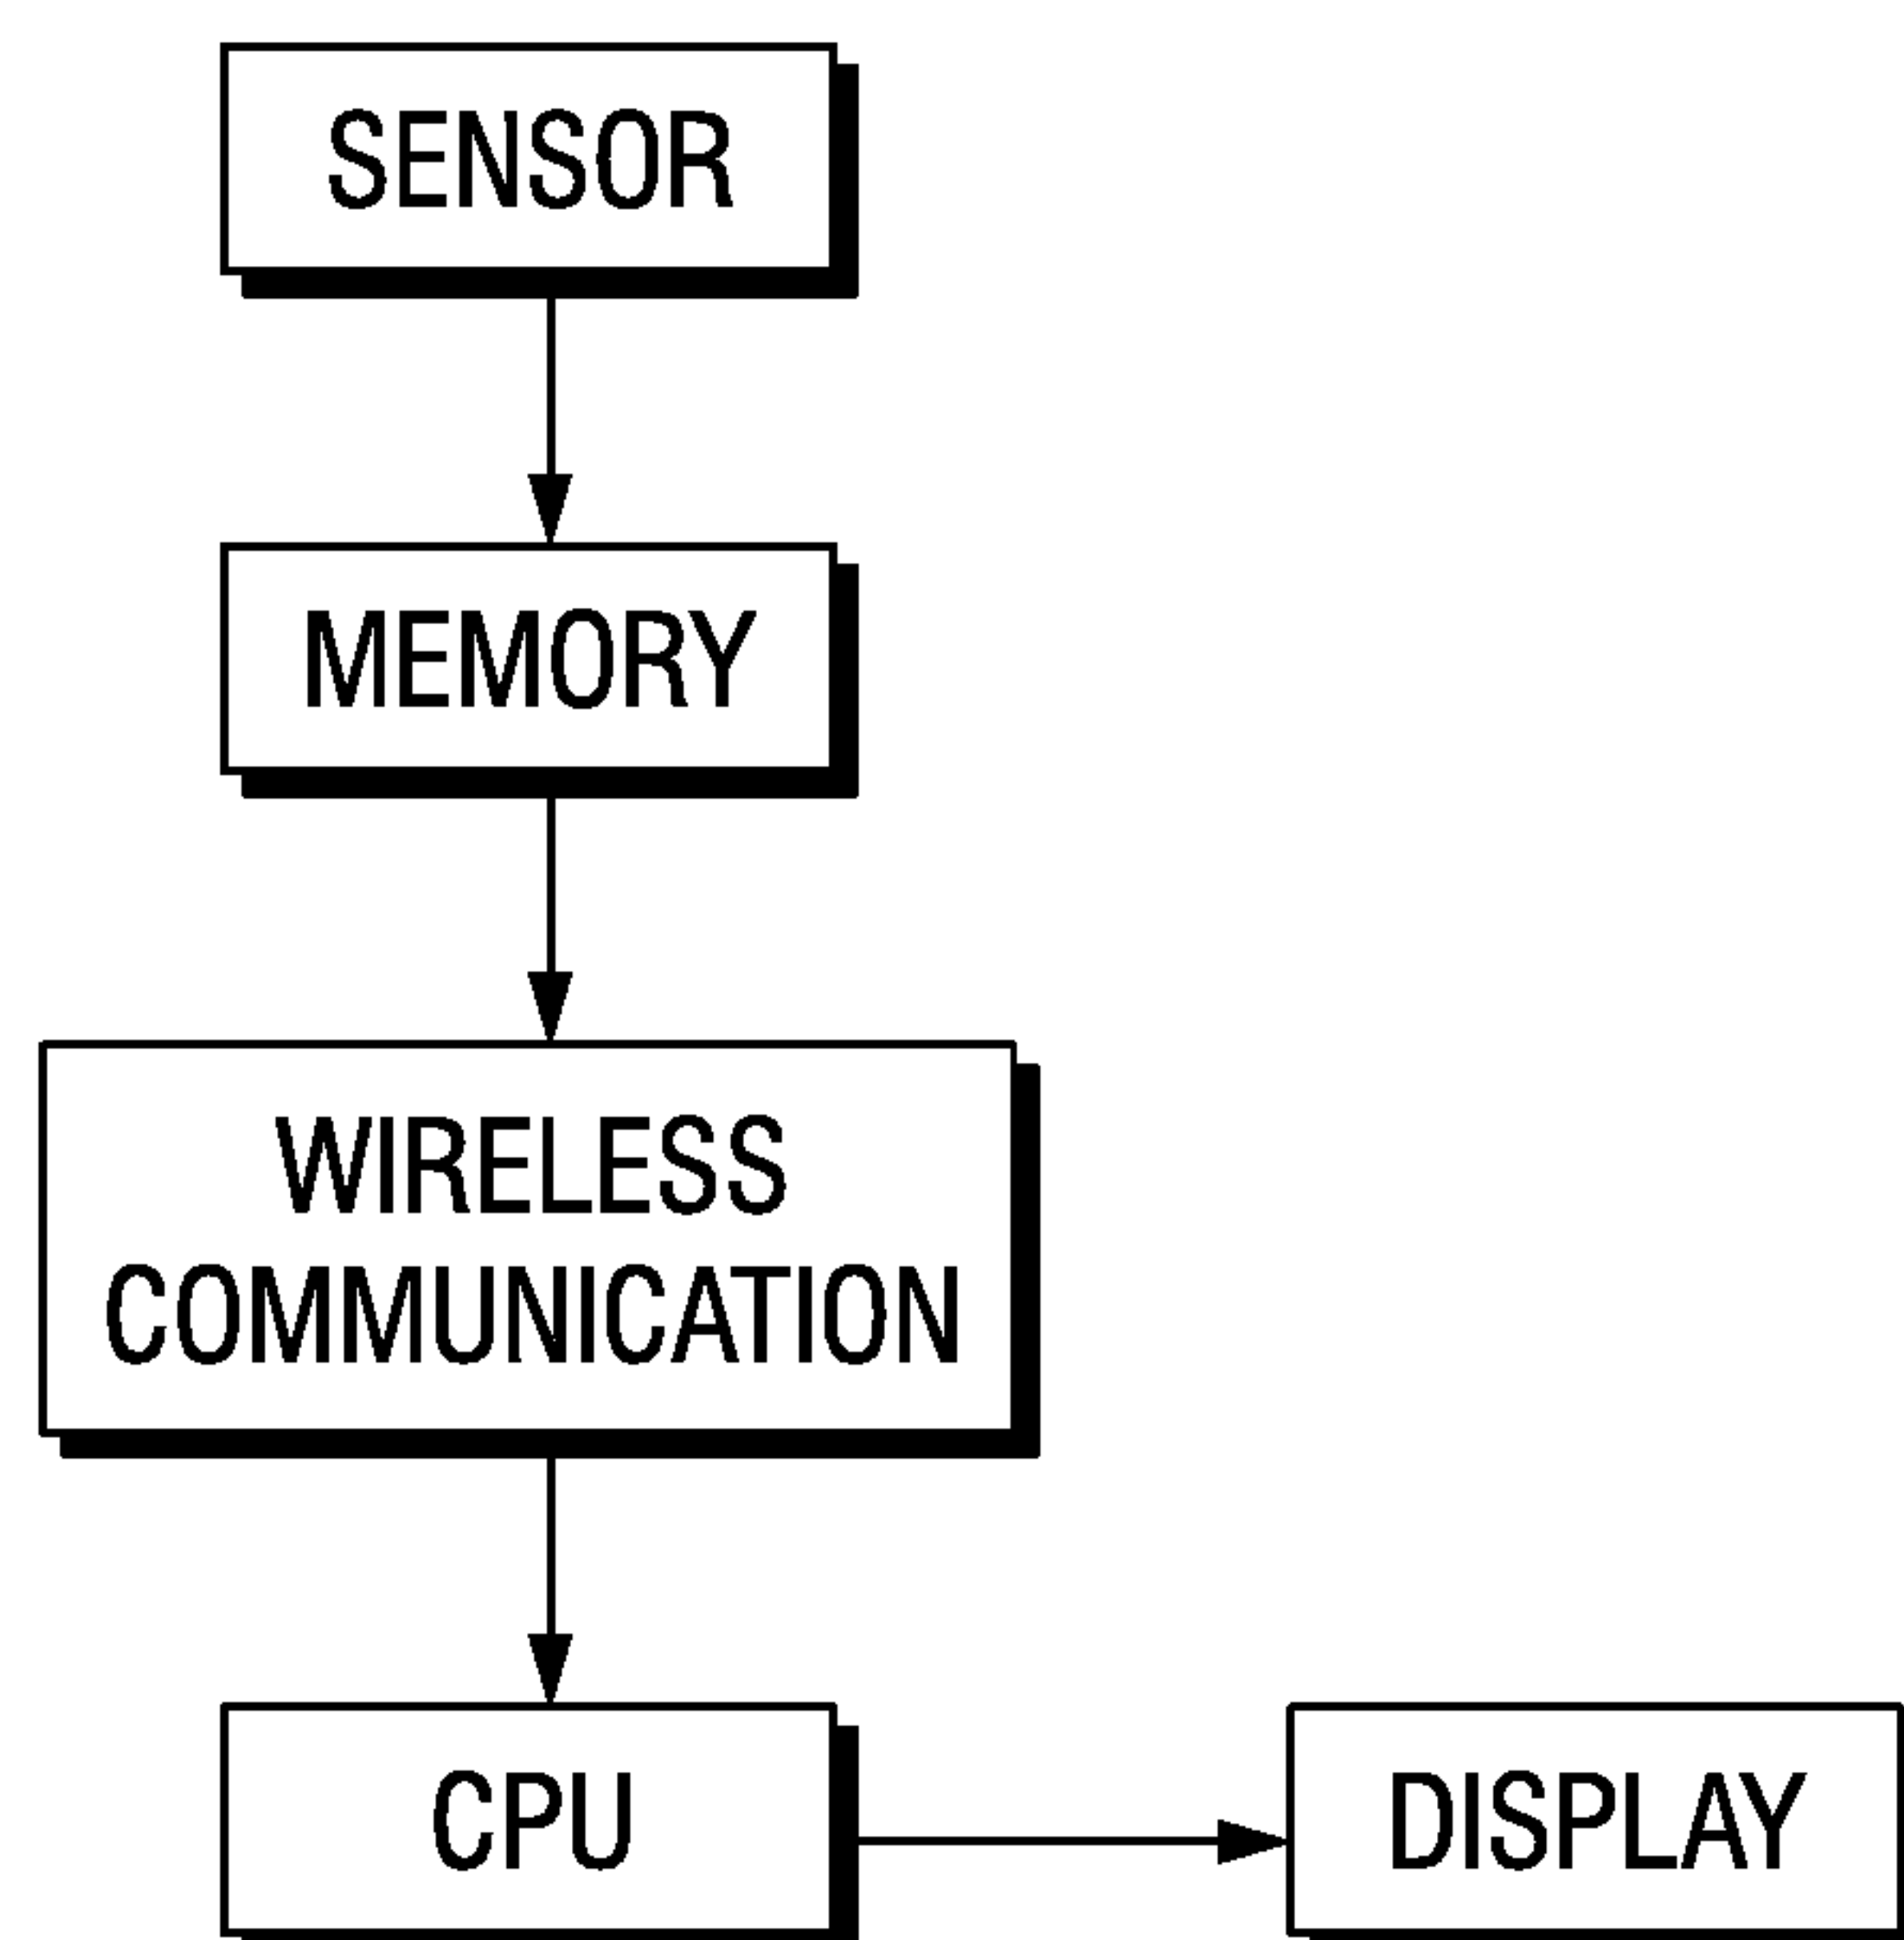 SENSOR
MEMORY
WIRELESS
COMMUNICATION
CPU
DISPLAY